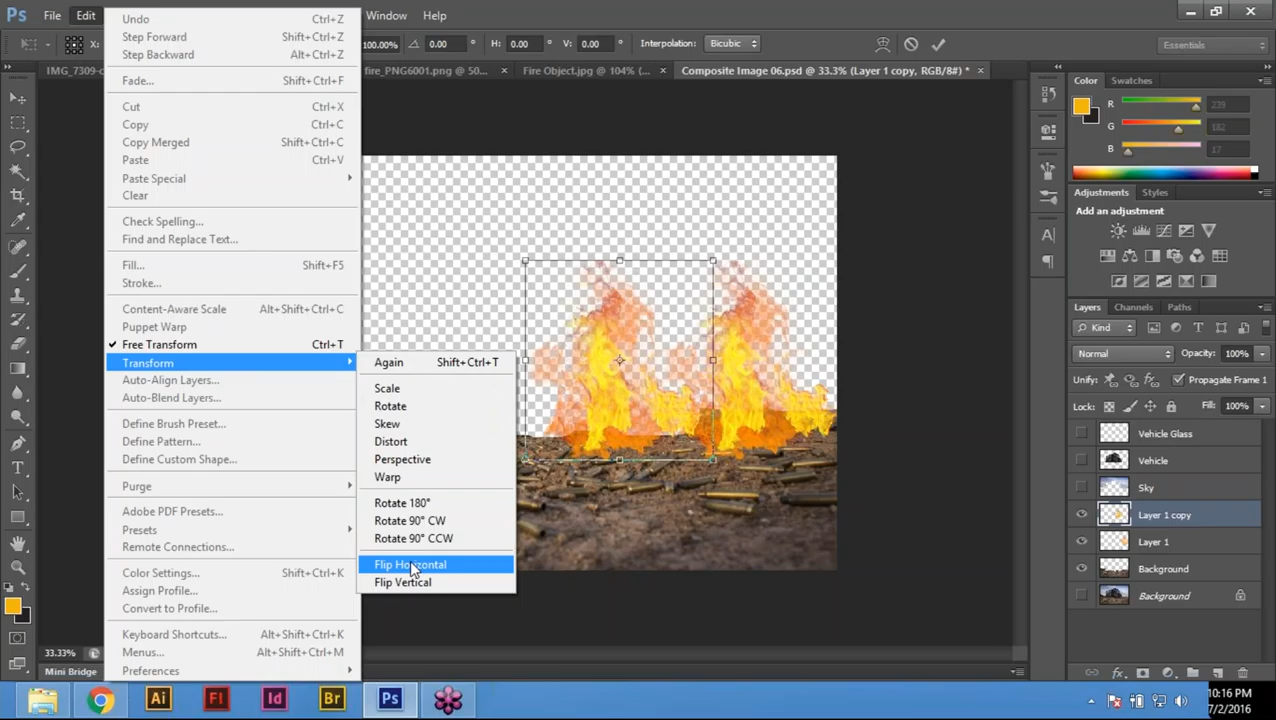 Ps File Edit Window Help
X: 100.00% 0.00 ° H: 0.00 ° V: 0.00 ° Interpolation: Bicubic Essentials
IMG_7309-c fire_PNG6001.png @ 50... × Fire Object.jpg @ 104% (... × Composite Image 06.psd @ 33.3% (Layer 1 copy, RGB/8#) * ×
Undo Ctrl+Z
Step Forward Shift+Ctrl+Z
Step Backward Alt+Ctrl+Z
Fade... Shift+Ctrl+F
Cut Ctrl+X
Copy Ctrl+C
Copy Merged Shift+Ctrl+C
Paste Ctrl+V
Paste Special
Clear
Check Spelling...
Find and Replace Text...
Fill... Shift+F5
Stroke...
Content-Aware Scale Alt+Shift+Ctrl+C
Puppet Warp
Free Transform Ctrl+T
Transform
Auto-Align Layers...
Auto-Blend Layers...
Define Brush Preset...
Define Pattern...
Define Custom Shape...
Purge
Adobe PDF Presets...
Presets
Remote Connections...
Color Settings... Shift+Ctrl+K
Assign Profile...
Convert to Profile...
Keyboard Shortcuts... Alt+Shift+Ctrl+K
Menus... Alt+Shift+Ctrl+M
Preferences
Again Shift+Ctrl+T
Scale
Rotate
Skew
Distort
Perspective
Warp
Rotate 180°
Rotate 90° CW
Rotate 90° CCW
Flip Horizontal
Flip Vertical
Color Swatches
R 239
G 182
B 17
Adjustments Styles
Add an adjustment
Layers Channels Paths
Kind
Normal Opacity: 100%
Unify: Propagate Frame 1
Lock: Fill: 100%
Vehicle Glass
Vehicle
Sky
Layer 1 copy
Layer 1
Background
Background
33.33%
Mini Bridge
Ai Fl Id Br Ps
10:16 PM
7/2/2016